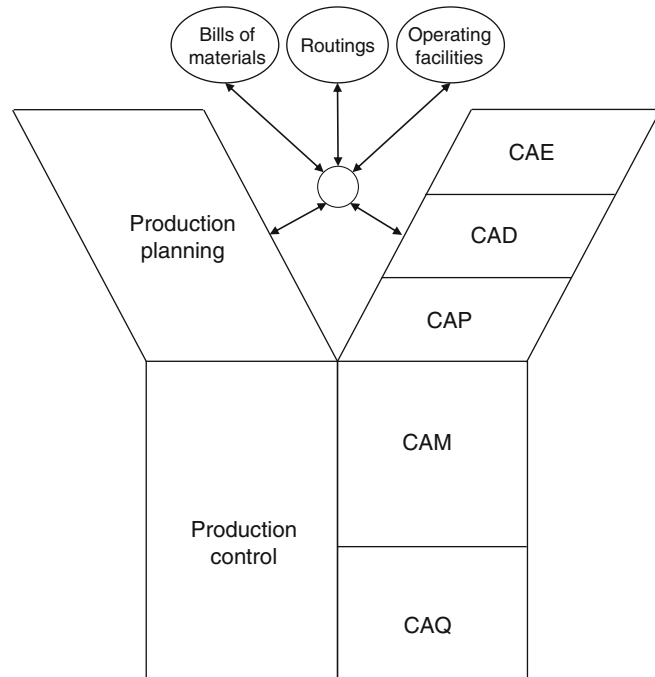 Bills of
materials
Routings
Operating
facilities
Production
planning
CAE
CAD
CAP
CAM
Production
control
CAQ